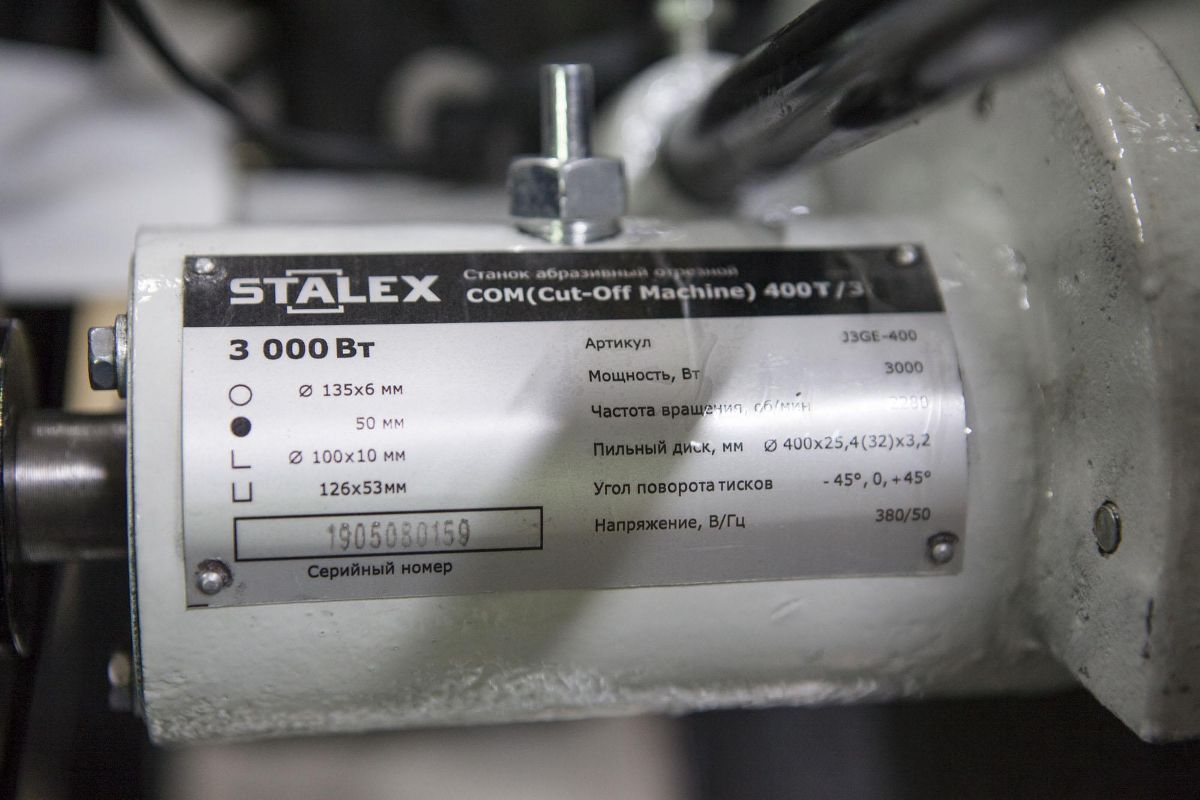 STALEX
Станок абразивный отрезной
COM(Cut-Off Machine) 400T/3
3 000 Вт
Ø 135x6 мм
50 мм
Ø 100x10 мм
126x53мм
1905080159
Серийный номер
Артикул J3GE-400
Мощность, Вт 3000
Частота вращения, об/мин 2280
Пильный диск, мм Ø 400x25,4(32)x3,2
Угол поворота тисков -45°, 0, +45°
Напряжение, В/Гц 380/50